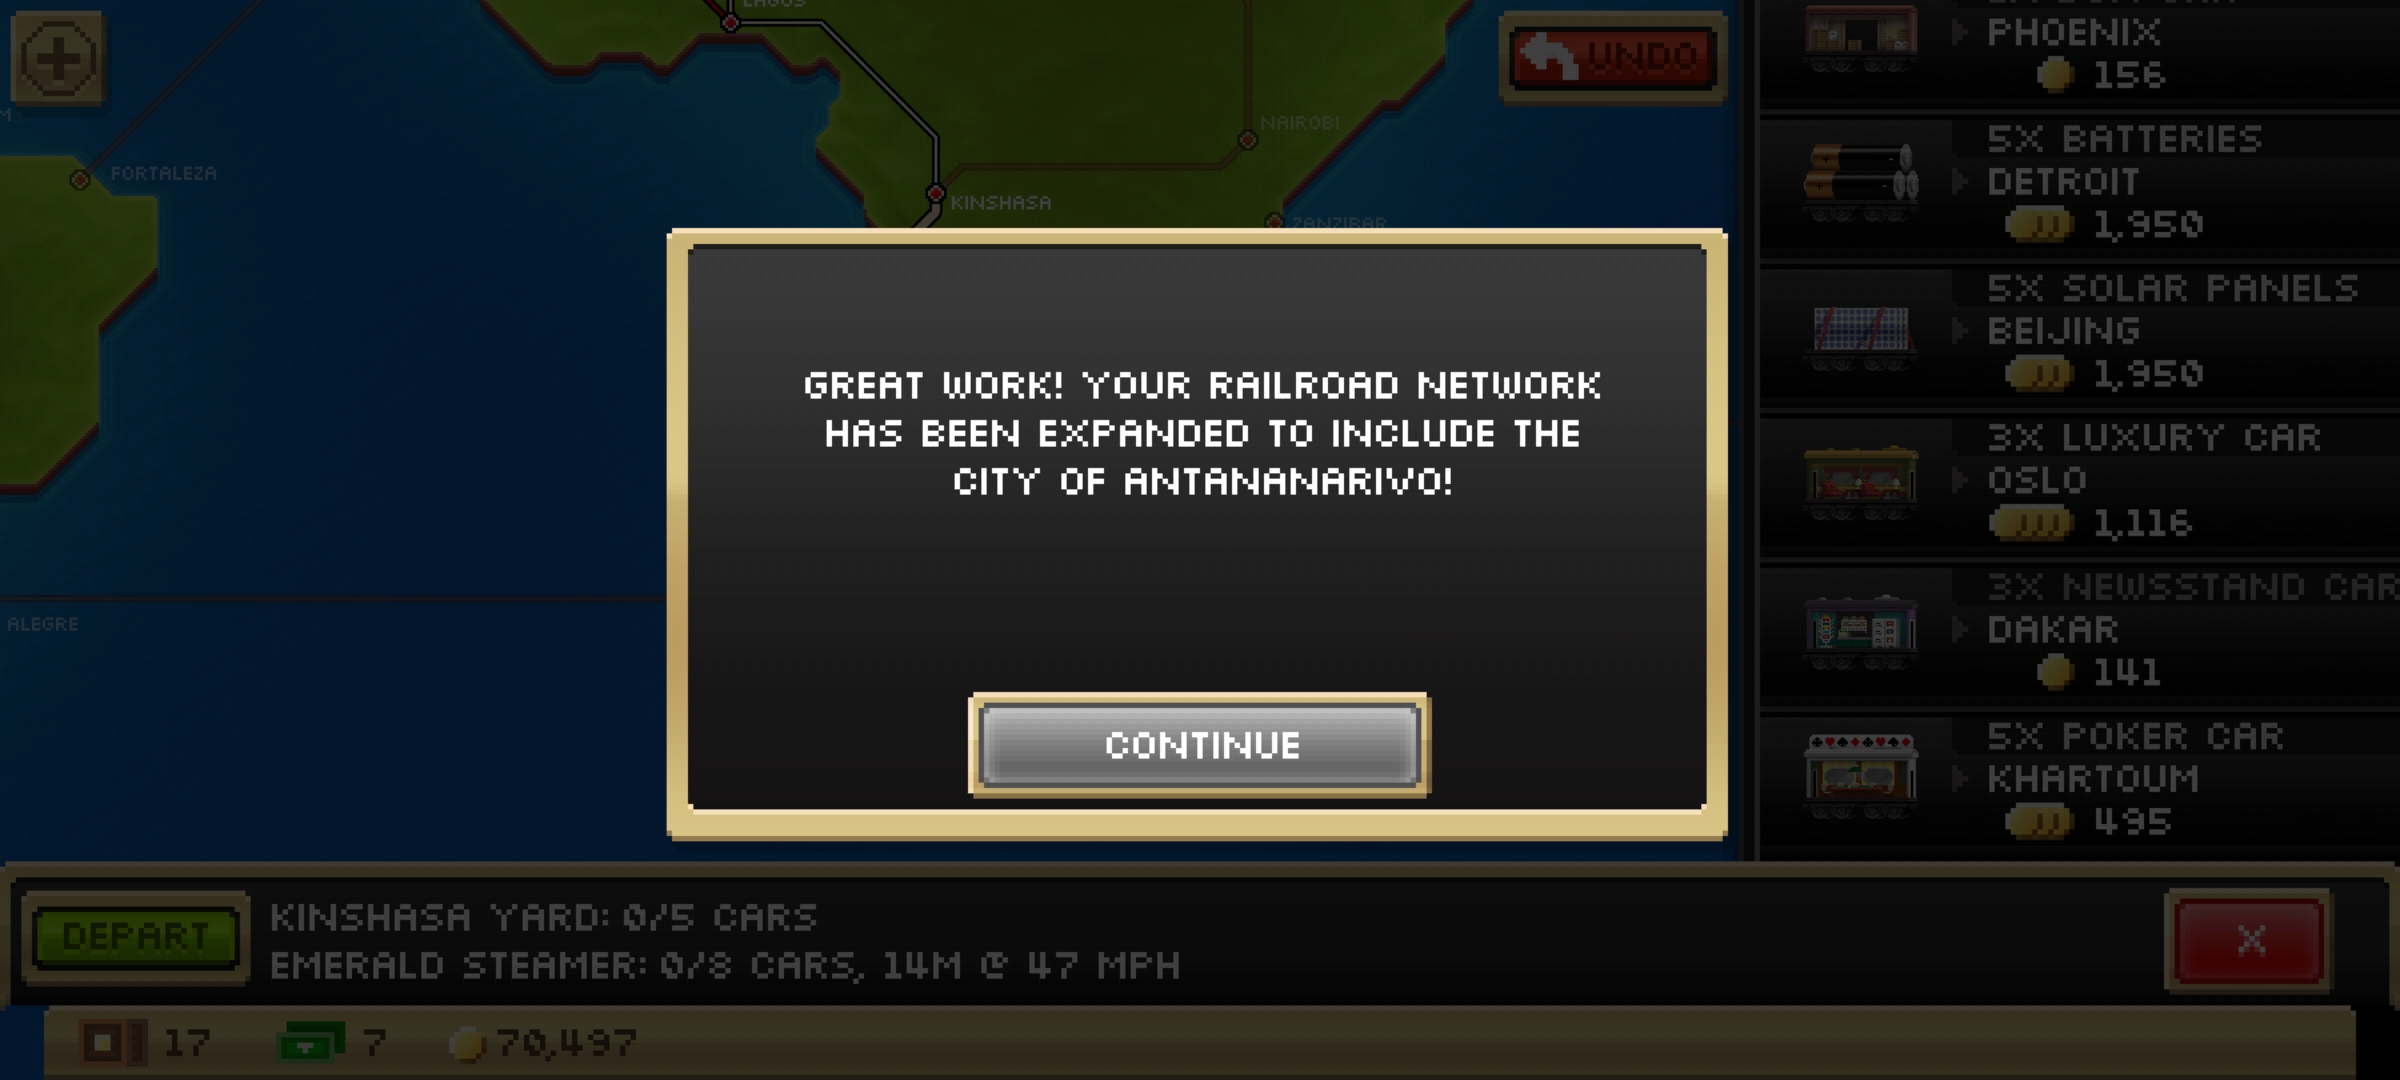 LAGOS
UNDO
FORTALEZA
NAIROBI
KINSHASA
ZANZIBAR
ALEGRE
GREAT WORK! YOUR RAILROAD NETWORK
HAS BEEN EXPANDED TO INCLUDE THE
CITY OF ANTANANARIVO!
CONTINUE
PHOENIX
156
5X BATTERIES
DETROIT
1,950
5X SOLAR PANELS
BEIJING
1,950
3X LUXURY CAR
OSLO
1,116
3X NEWSSTAND CAR
DAKAR
141
5X POKER CAR
KHARTOUM
495
DEPART
KINSHASA YARD: 0/5 CARS
EMERALD STEAMER: 0/8 CARS, 14M @ 47 MPH
X
17
7
70,497